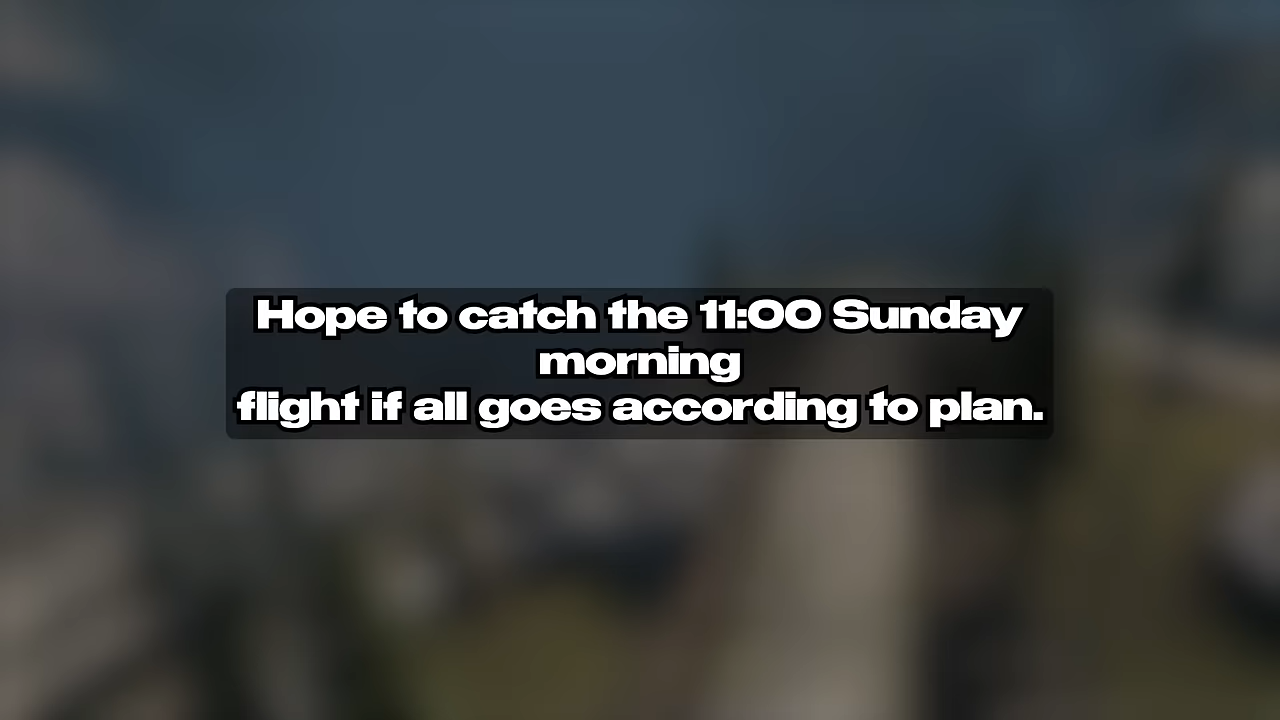 Hope to catch the 11:00 Sunday
morning
flight if all goes according to plan.